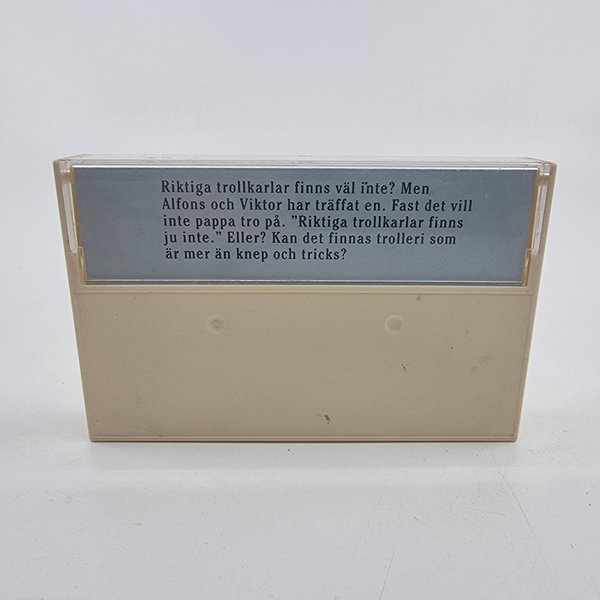 Riktiga trollkarlar finns väl inte? Men
Alfons och Viktor har träffat en. Fast det vill
inte pappa tro på. ”Riktiga trollkarlar finns
ju inte.” Eller? Kan det finnas trolleri som
är mer än knep och tricks?